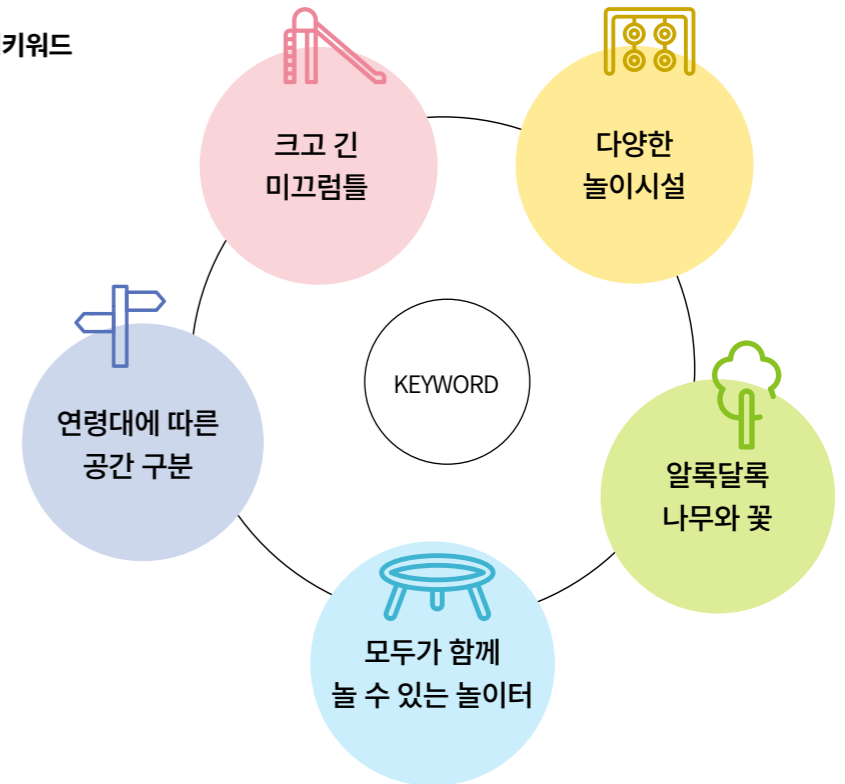 키워드
크고 긴
미끄럼틀
다양한
놀이시설
연령대에 따른
공간 구분
KEYWORD
알록달록
나무와 꽃
모두가 함께
놀 수 있는 놀이터